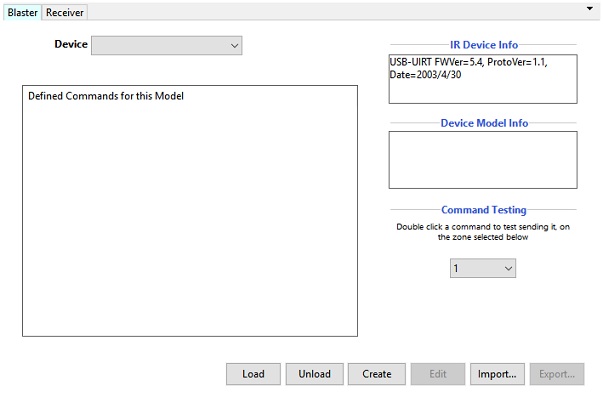 Blaster Receiver
Device
IR Device Info
USB-UIRT FWVer=5.4, ProtoVer=1.1,
Date=2003/4/30
Defined Commands for this Model
Device Model Info
Command Testing
Double click a command to test sending it, on
the zone selected below
1
Load Unload Create Edit Import... Export...